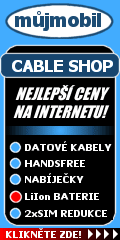 můjmobil
CABLE SHOP
NEJLEPŠÍ CENY
NA INTERNETU!
DATOVÉ KABELY
HANDSFREE
NABÍJEČKY
LiIon BATERIE
2xSIM REDUKCE
KLIKNĚTE ZDE!